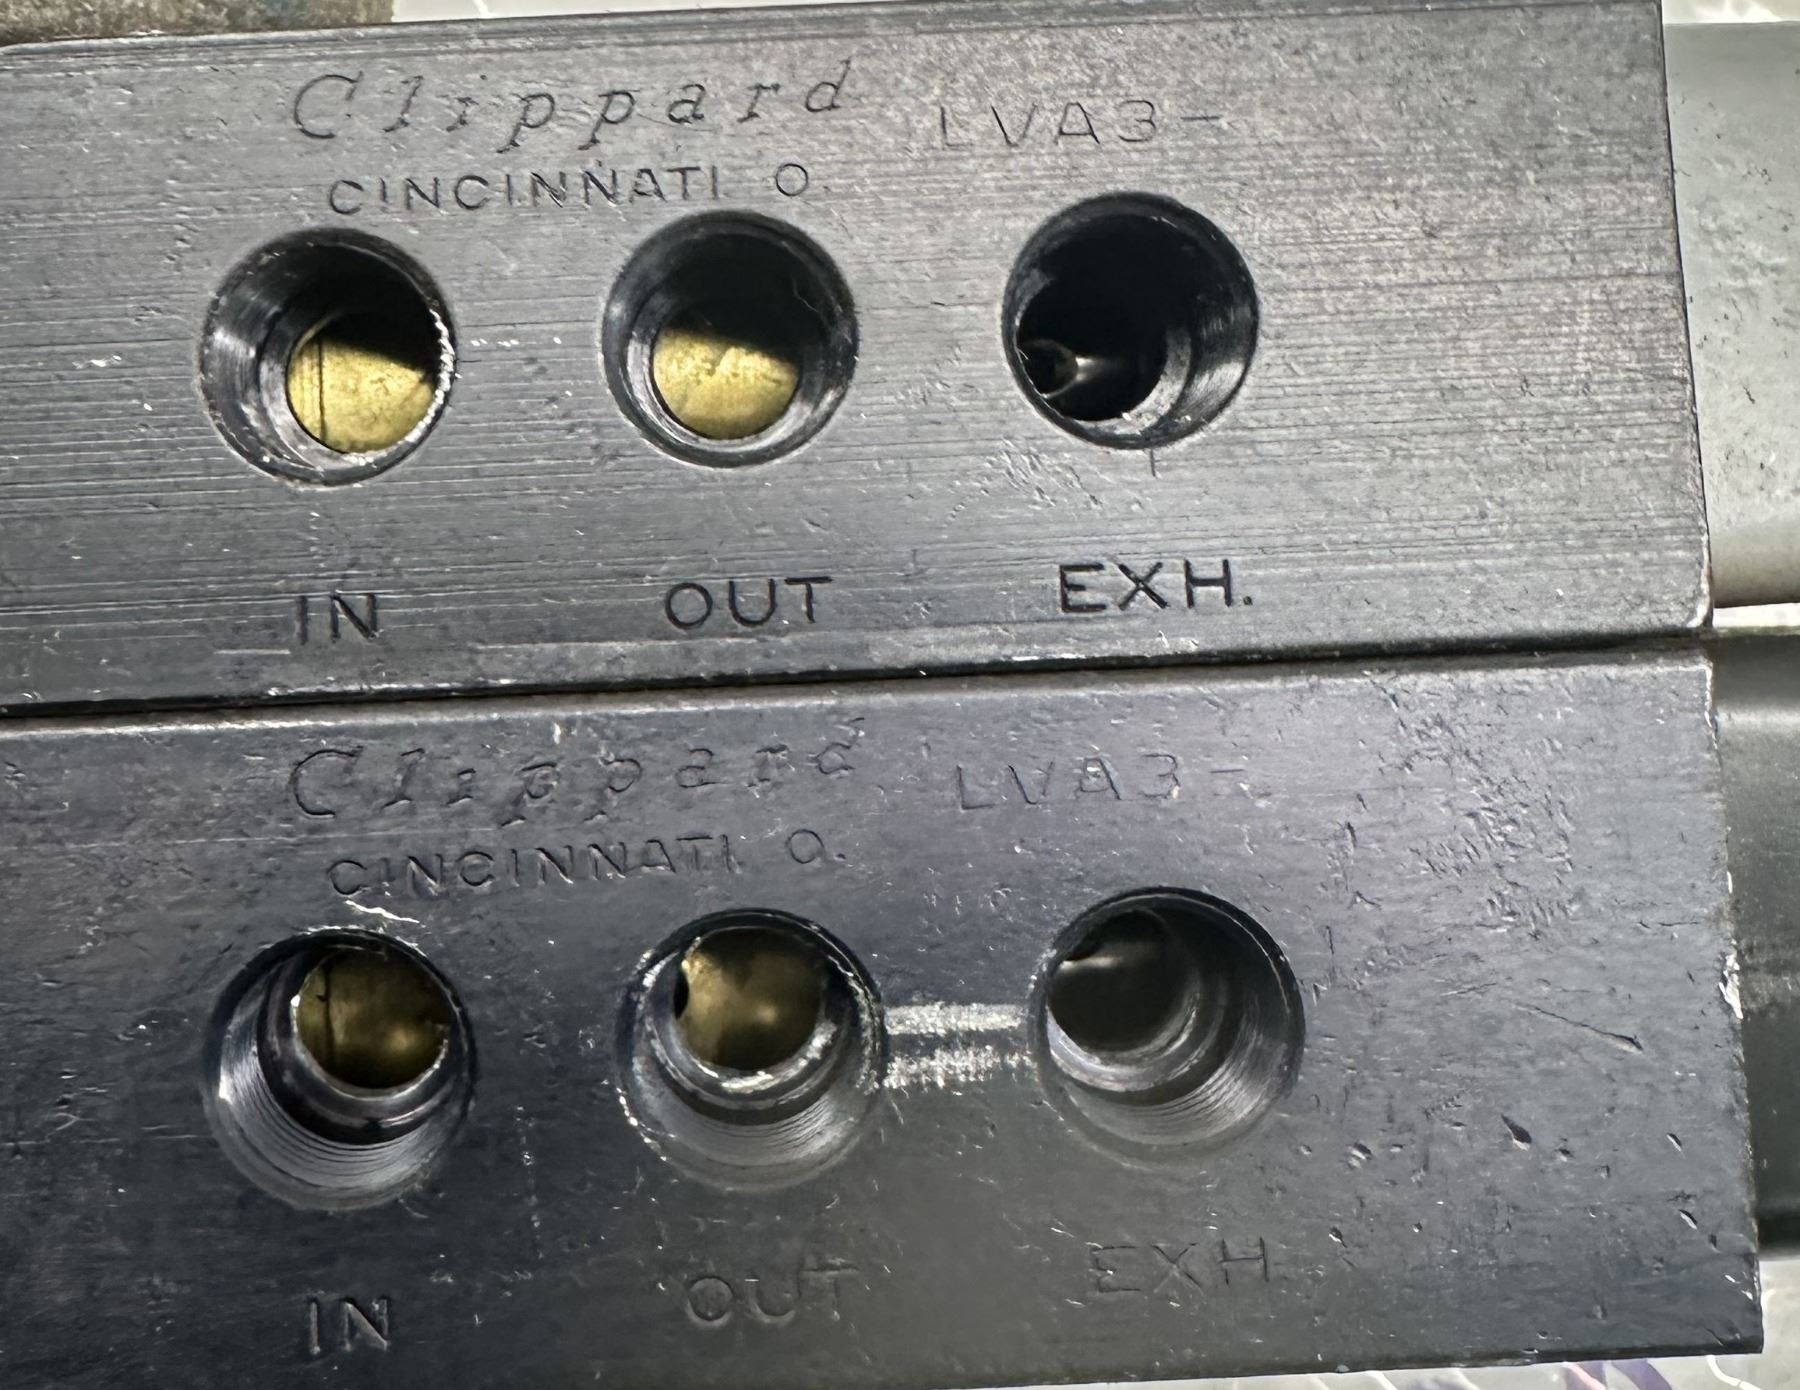 Clippard LVA3-
CINCINNATI. O.
IN OUT EXH.
Clippard LVA3-
CINCINNATI. O.
IN OUT EXH.